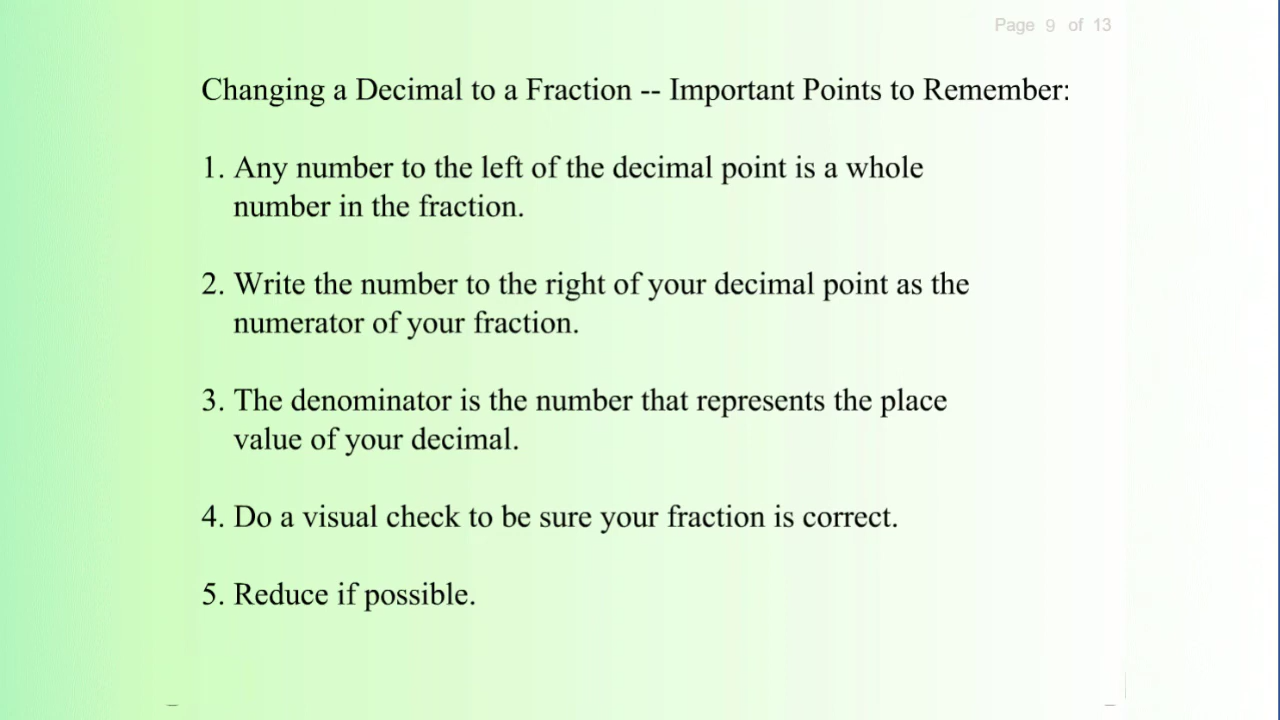 Page 9 of 13
Changing a Decimal to a Fraction -- Important Points to Remember:
1. Any number to the left of the decimal point is a whole
number in the fraction.
2. Write the number to the right of your decimal point as the
numerator of your fraction.
3. The denominator is the number that represents the place
value of your decimal.
4. Do a visual check to be sure your fraction is correct.
5. Reduce if possible.